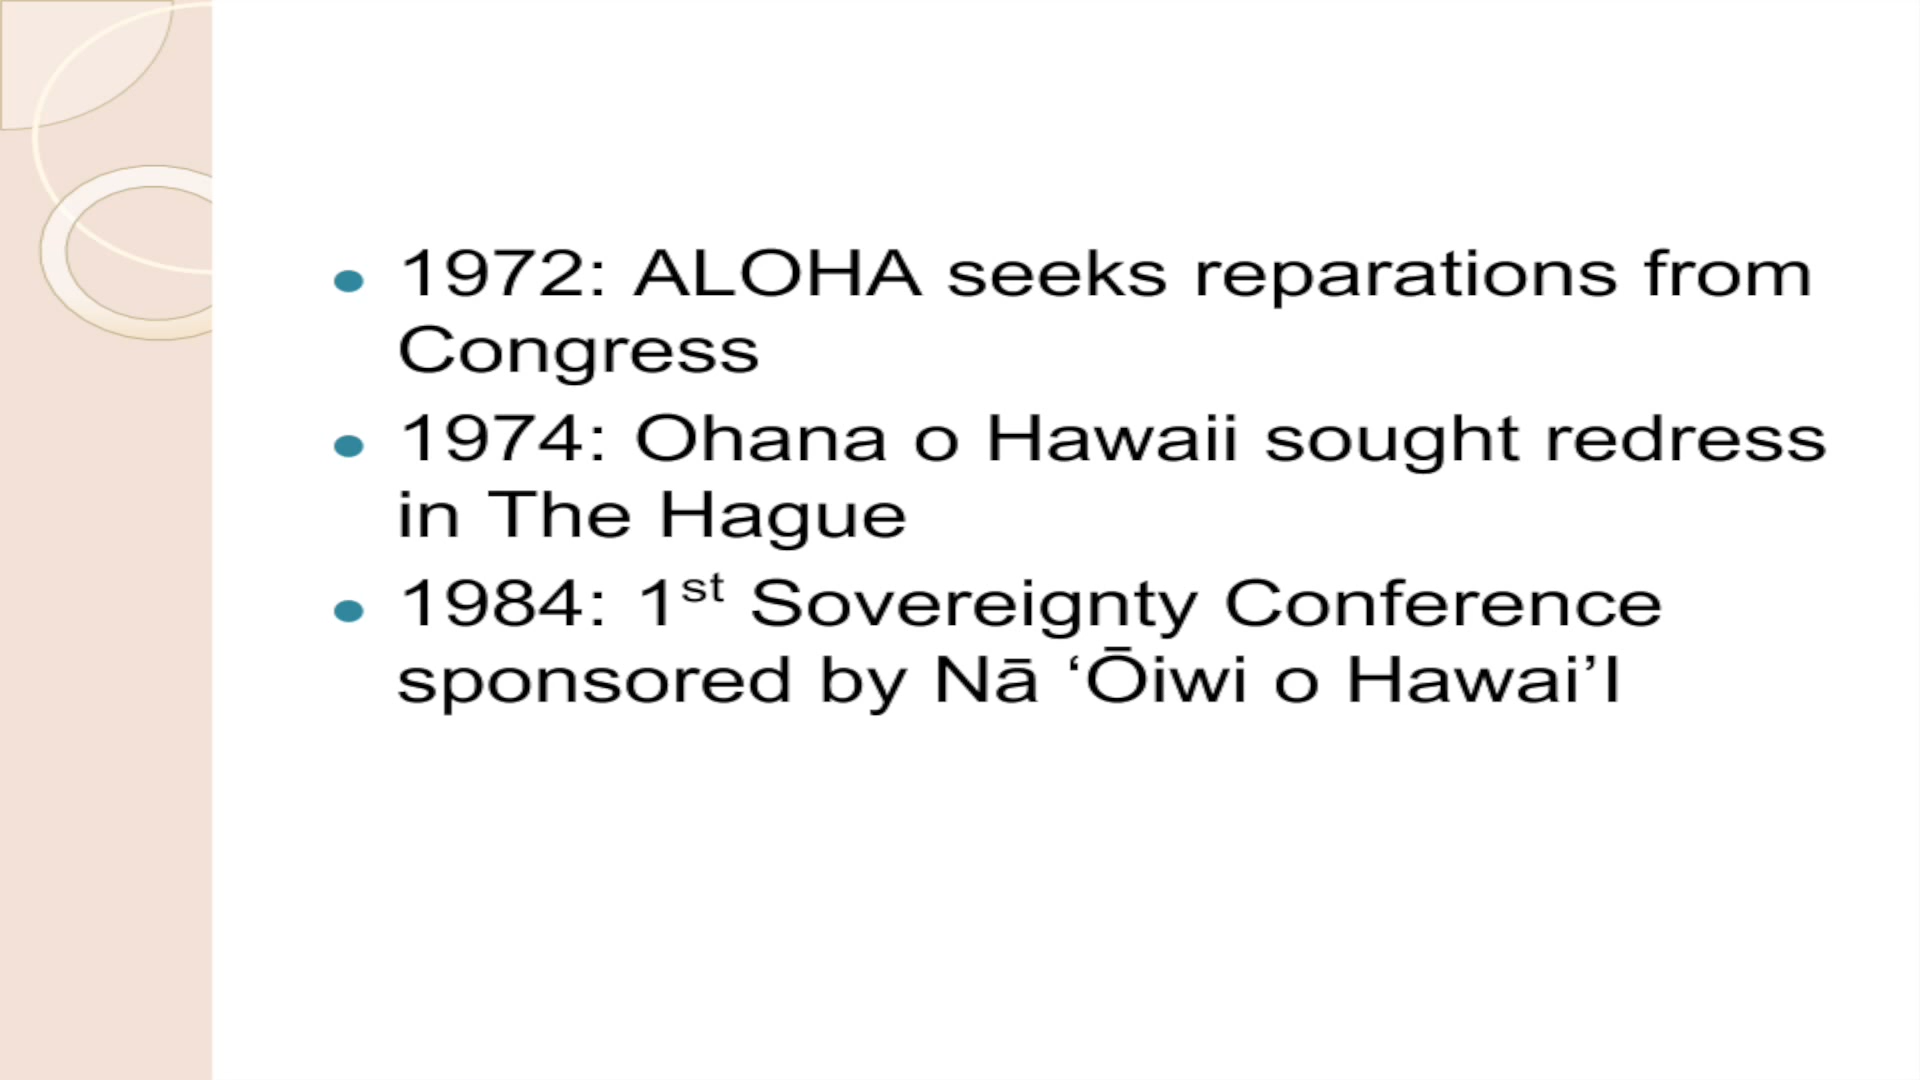 • 1972: ALOHA seeks reparations from
Congress
• 1974: Ohana o Hawaii sought redress
in The Hague
• 1984: 1st Sovereignty Conference
sponsored by Nā ‘Ōiwi o Hawai’I